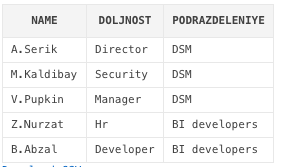 NAME DOLJNOST PODRAZDELENIYE
A.Serik Director DSM
M.Kaldibay Security DSM
V.Pupkin Manager DSM
Z.Nurzat Hr BI developers
B.Abzal Developer BI developers